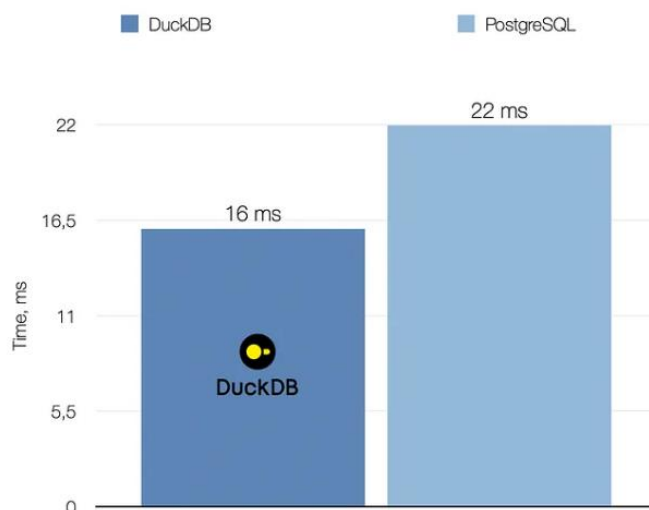 DuckDB
PostgreSQL
22 ms
22
16 ms
16,5
Time, ms
11
DuckDB
5,5
0